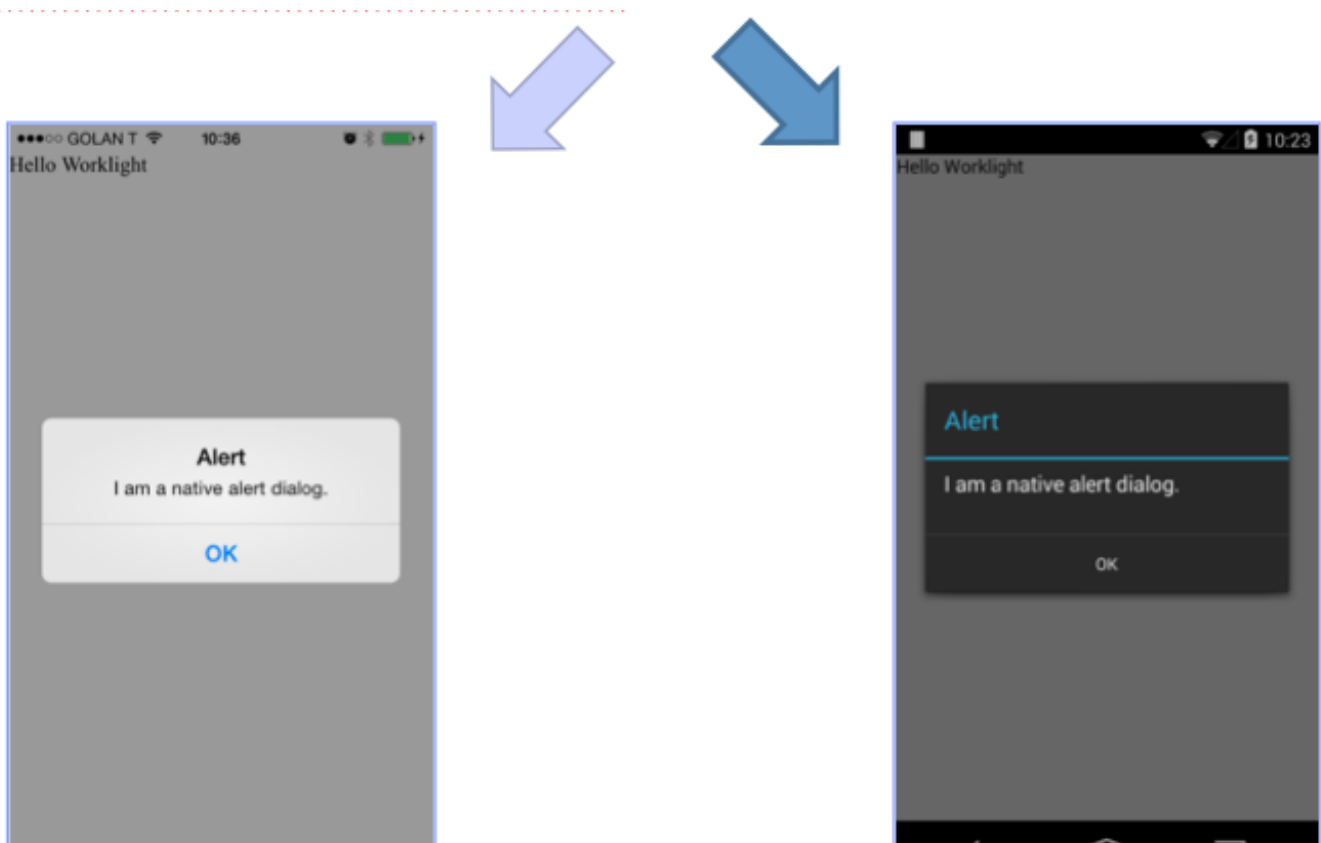 GOLAN T 10:36
Hello Worklight
Alert
I am a native alert dialog.
OK
10:23
Hello Worklight
Alert
I am a native alert dialog.
OK